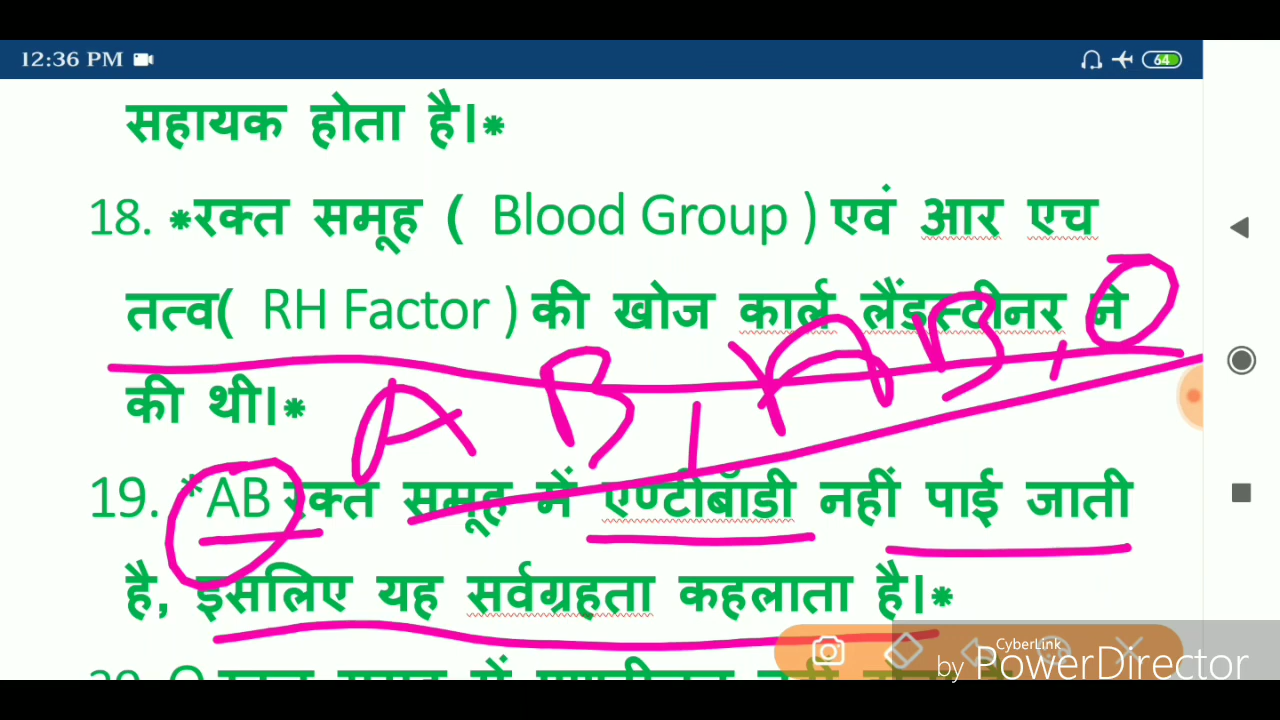 12:36 PM
64
सहायक होता है।*
18. *रक्त समूह ( Blood Group ) एवं आर एच
तत्व( RH Factor ) की खोज कार्ल लैंडस्टीनर ने
की थी।*
A B, AB, O
19. *AB रक्त समूह में एण्टीबॉडी नहीं पाई जाती
है, इसलिए यह सर्वग्रहता कहलाता है।*
CyberLink
by PowerDirector